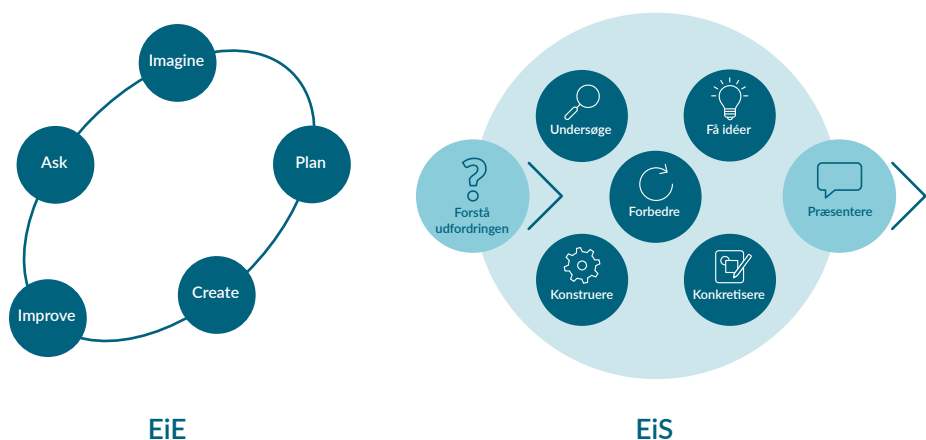 Imagine
Ask
Plan
Create
Improve
EiE
Undersøge
Få idéer
Forstå
udfordringen
Forbedre
Præsentere
Konstruere
Konkretisere
EiS